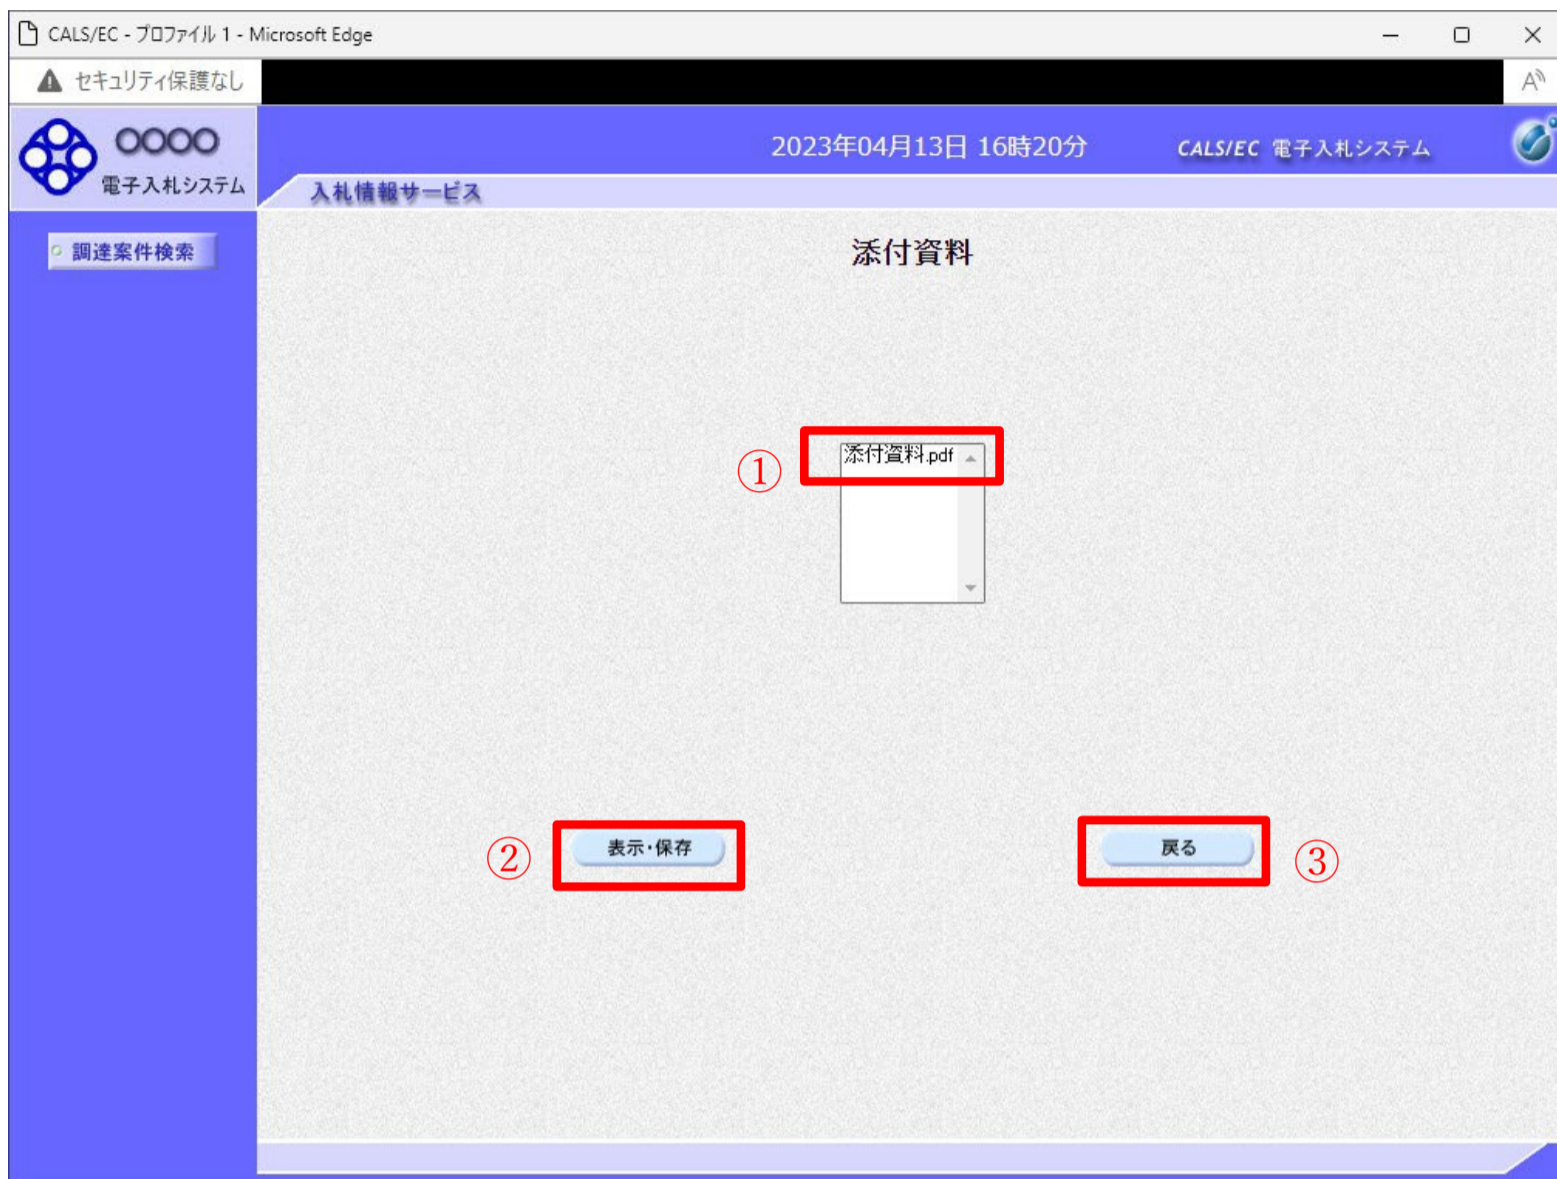 CALS/EC - プロファイル 1 - Microsoft Edge
セキュリティ保護なし
A
○○○○
電子入札システム
2023年04月13日 16時20分
CALS/EC 電子入札システム
入札情報サービス
調達案件検索
添付資料
① 添付資料.pdf
② 表示・保存
戻る ③